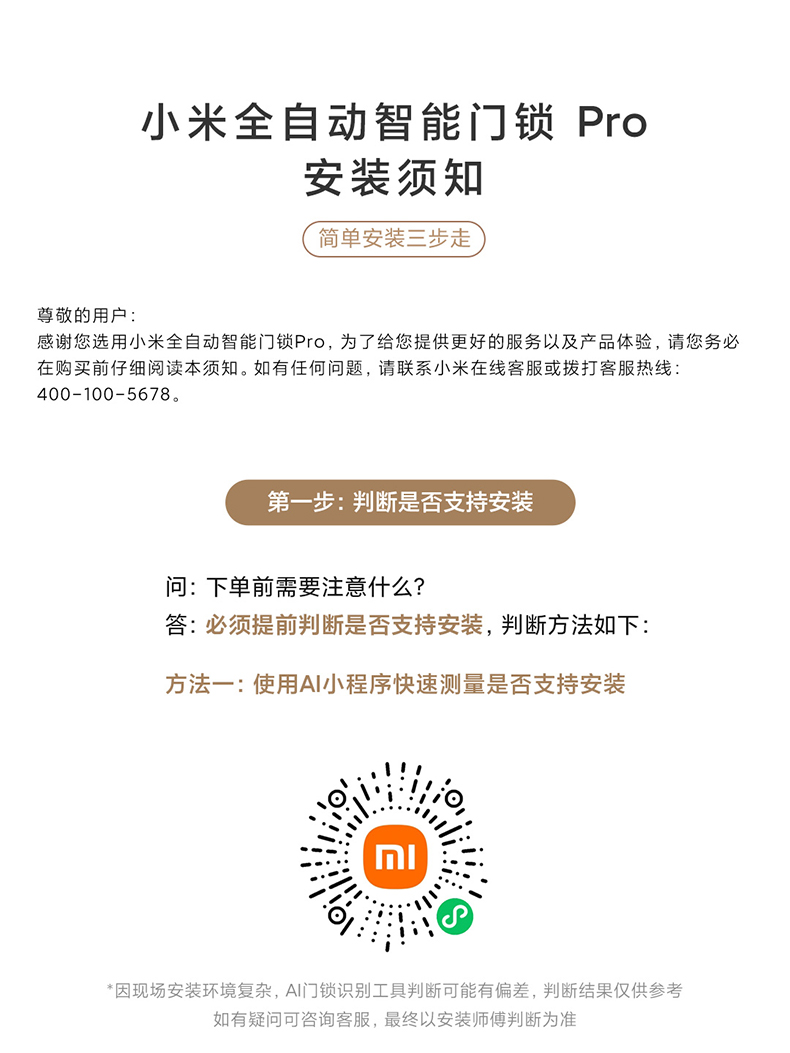 小米全自动智能门锁 Pro
安装须知
简单安装三步走
尊敬的用户：
感谢您选用小米全自动智能门锁Pro，为了给您提供更好的服务以及产品体验，请您务必
在购买前仔细阅读本须知。如有任何问题，请联系小米在线客服或拨打客服热线：
400-100-5678。
第一步：判断是否支持安装
问：下单前需要注意什么？
答：必须提前判断是否支持安装，判断方法如下：
方法一：使用AI小程序快速测量是否支持安装
mi
*因现场安装环境复杂，AI门锁识别工具判断可能有偏差，判断结果仅供参考
如有疑问可咨询客服，最终以安装师傅判断为准